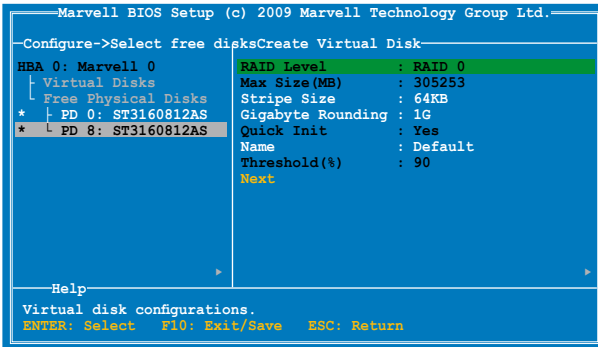 Marvell BIOS Setup (c) 2009 Marvell Technology Group Ltd.
Configure->Select free disksCreate Virtual Disk
HBA 0: Marvell 0
Virtual Disks
Free Physical Disks
* PD 0: ST3160812AS
* PD 8: ST3160812AS
RAID Level : RAID 0
Max Size(MB) : 305253
Stripe Size : 64KB
Gigabyte Rounding : 1G
Quick Init : Yes
Name : Default
Threshold(%) : 90
Next
Help
Virtual disk configurations.
ENTER: Select F10: Exit/Save ESC: Return